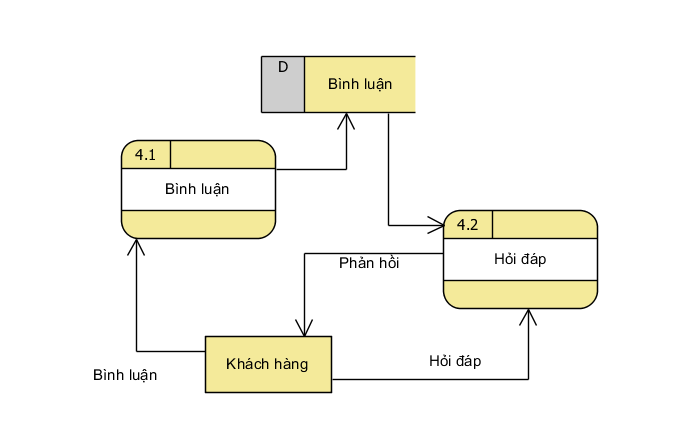 D
Bình luận
4.1
Bình luận
4.2
Hỏi đáp
Phản hồi
Khách hàng
Hỏi đáp
Bình luận